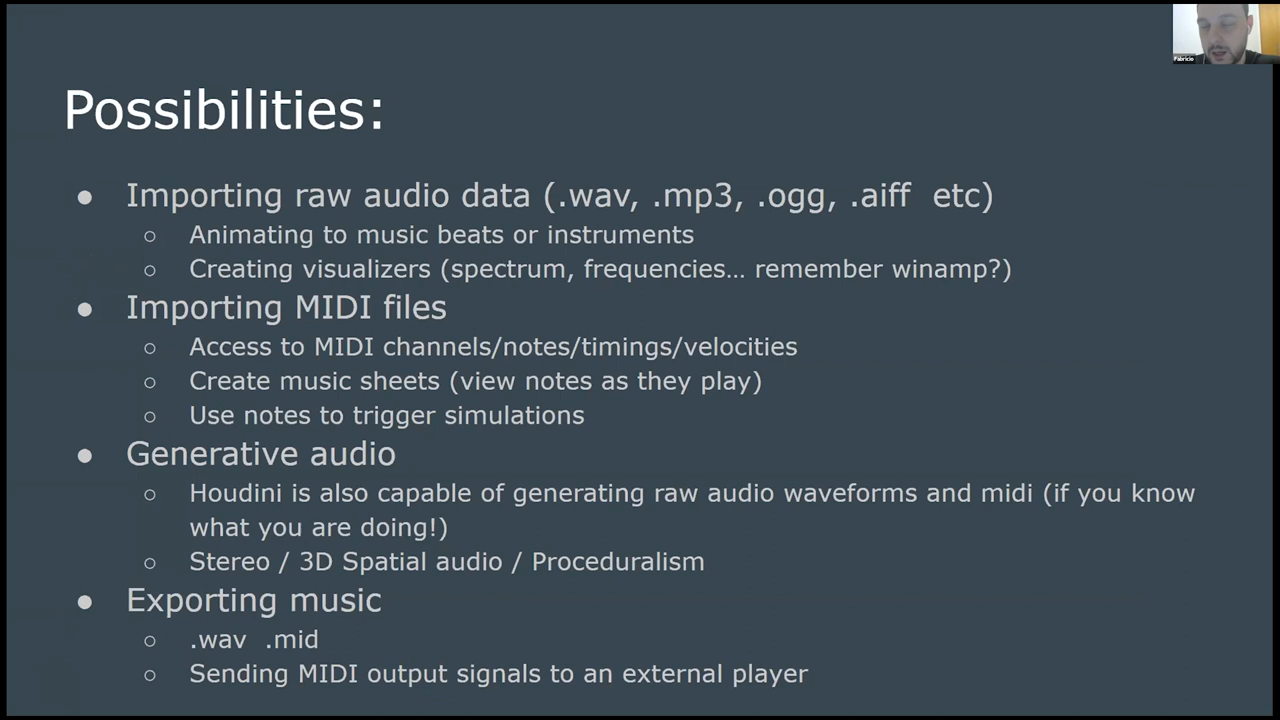 Fabricio
Possibilities:
● Importing raw audio data (.wav, .mp3, .ogg, .aiff  etc)
○ Animating to music beats or instruments
○ Creating visualizers (spectrum, frequencies… remember winamp?)
● Importing MIDI files
○ Access to MIDI channels/notes/timings/velocities
○ Create music sheets (view notes as they play)
○ Use notes to trigger simulations
● Generative audio
○ Houdini is also capable of generating raw audio waveforms and midi (if you know
what you are doing!)
○ Stereo / 3D Spatial audio / Proceduralism
● Exporting music
○ .wav  .mid
○ Sending MIDI output signals to an external player